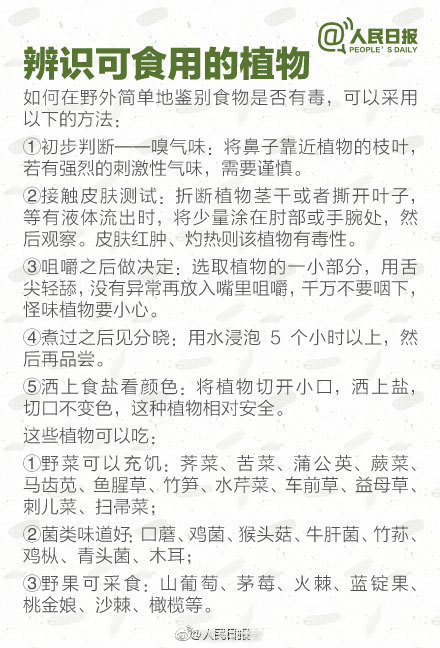 @人民日报
PEOPLE'S DAILY
辨识可食用的植物
如何在野外简单地鉴别食物是否有毒，可以采用
以下的方法：
①初步判断——嗅气味：将鼻子靠近植物的枝叶，
若有强烈的刺激性气味，需要谨慎。
②接触皮肤测试：折断植物茎干或者撕开叶子，
等有液体流出时，将少量涂在肘部或手腕处，然
后观察。皮肤红肿、灼热则该植物有毒性。
③咀嚼之后做决定：选取植物的一小部分，用舌
尖轻舔，没有异常再放入嘴里咀嚼，千万不要咽下，
怪味植物要小心。
④煮过之后见分晓：用水浸泡 5 个小时以上，然
后再品尝。
⑤洒上食盐看颜色：将植物切开小口，洒上盐，
切口不变色，这种植物相对安全。
这些植物可以吃：
①野菜可以充饥：荠菜、苦菜、蒲公英、蕨菜、
马齿苋、鱼腥草、竹笋、水芹菜、车前草、益母草、
刺儿菜、扫帚菜；
②菌类味道好：口蘑、鸡菌、猴头菇、牛肝菌、竹荪、
鸡枞、青头菌、木耳；
③野果可采食：山葡萄、茅莓、火棘、蓝锭果、
桃金娘、沙棘、橄榄等。
@人民日报